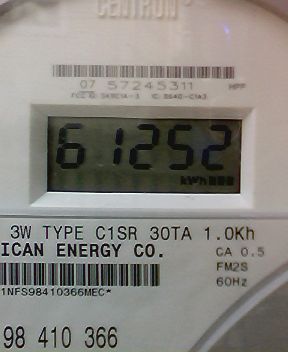 CENTRON
07 57245311
61252
kWh
3W TYPE C1SR 30TA 1.0Kh
ICAN ENERGY CO.
CA 0.5
FM2S
60Hz
1NFS98410366MEC*
98 410 366